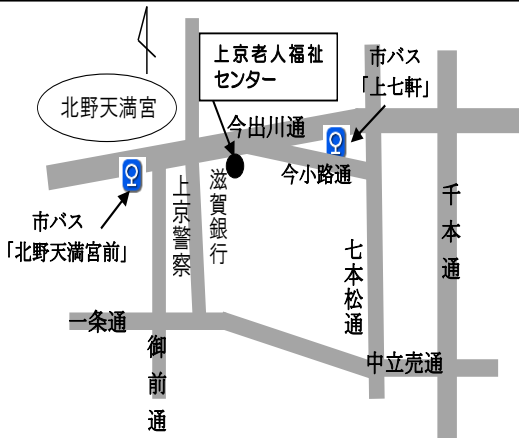 上京老人福祉
センター
市バス
「上七軒」
北野天満宮
今出川通
今小路通
市バス
「北野天満宮前」
上京警察
滋賀銀行
千本通
七本松通
一条通
御前通
中立売通